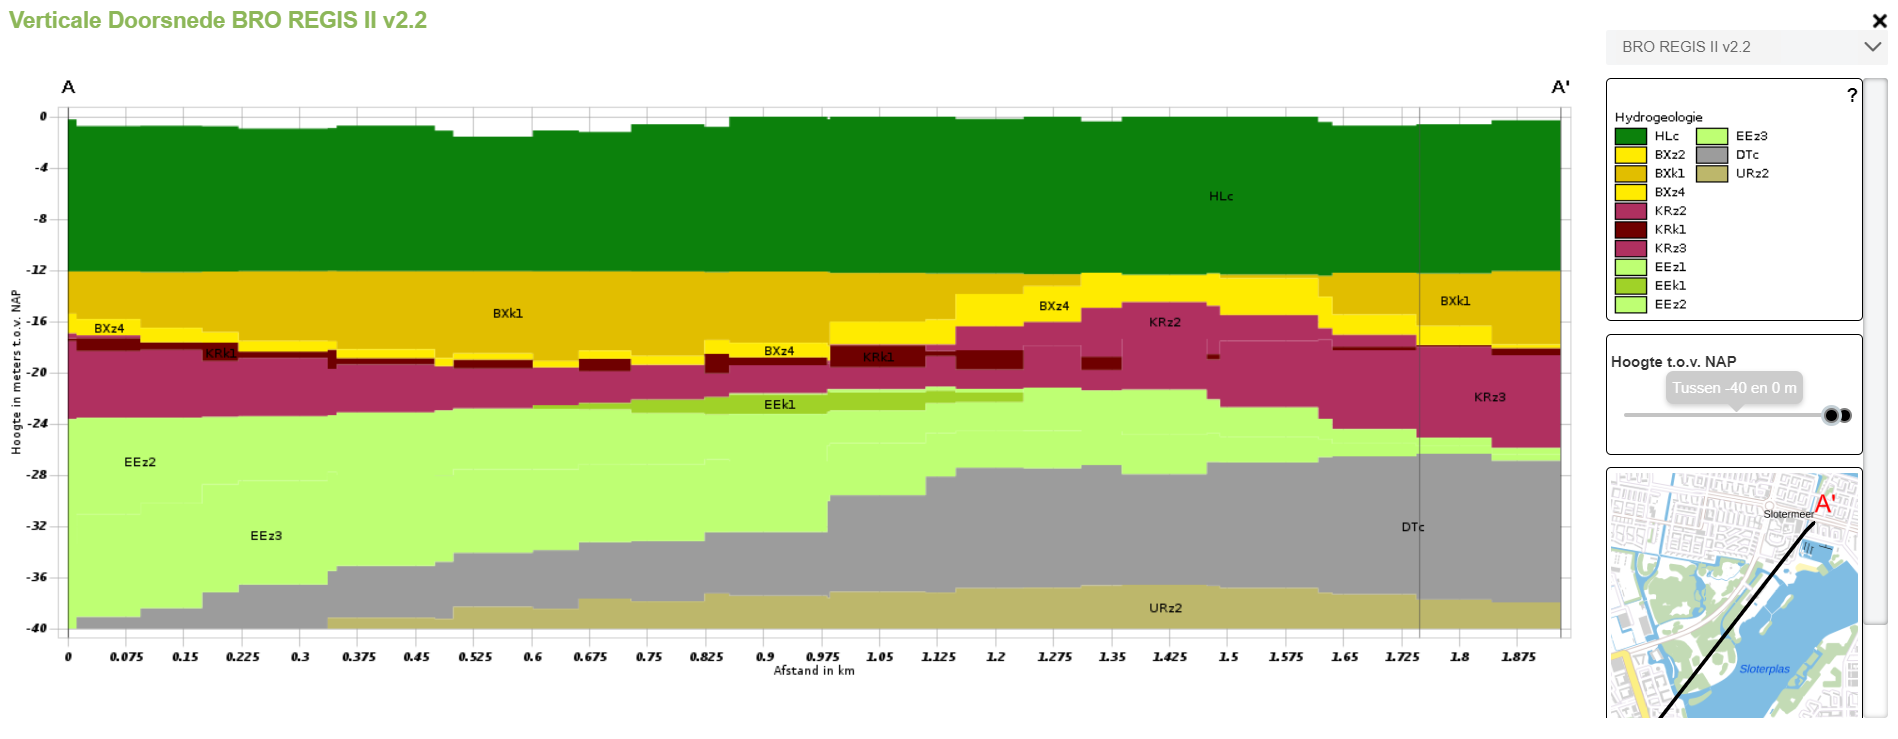 Verticale Doorsnede BRO REGIS II v2.2
BRO REGIS II v2.2
A
A'
?
Hydrogeologie
HLc
BXz2
BXk1
BXz4
KRz2
KRk1
KRz3
EEz1
EEk1
EEz2
EEz3
DTc
URz2
Hoogte in meters t.o.v. NAP
0
-4
-8
-12
-16
-20
-24
-28
-32
-36
-40
HLc
BXk1
BXk1
BXz4
BXz4
BXz4
KRz2
KRk1
KRk1
KRz3
EEk1
EEz2
EEz3
DTc
URz2
0 0.075 0.15 0.225 0.3 0.375 0.45 0.525 0.6 0.675 0.75 0.825 0.9 0.975 1.05 1.125 1.2 1.275 1.35 1.425 1.5 1.575 1.65 1.725 1.8 1.875
Afstand in km
Hoogte t.o.v. NAP
Tussen -40 en 0 m
A'
Slotermeer
Sloterplas